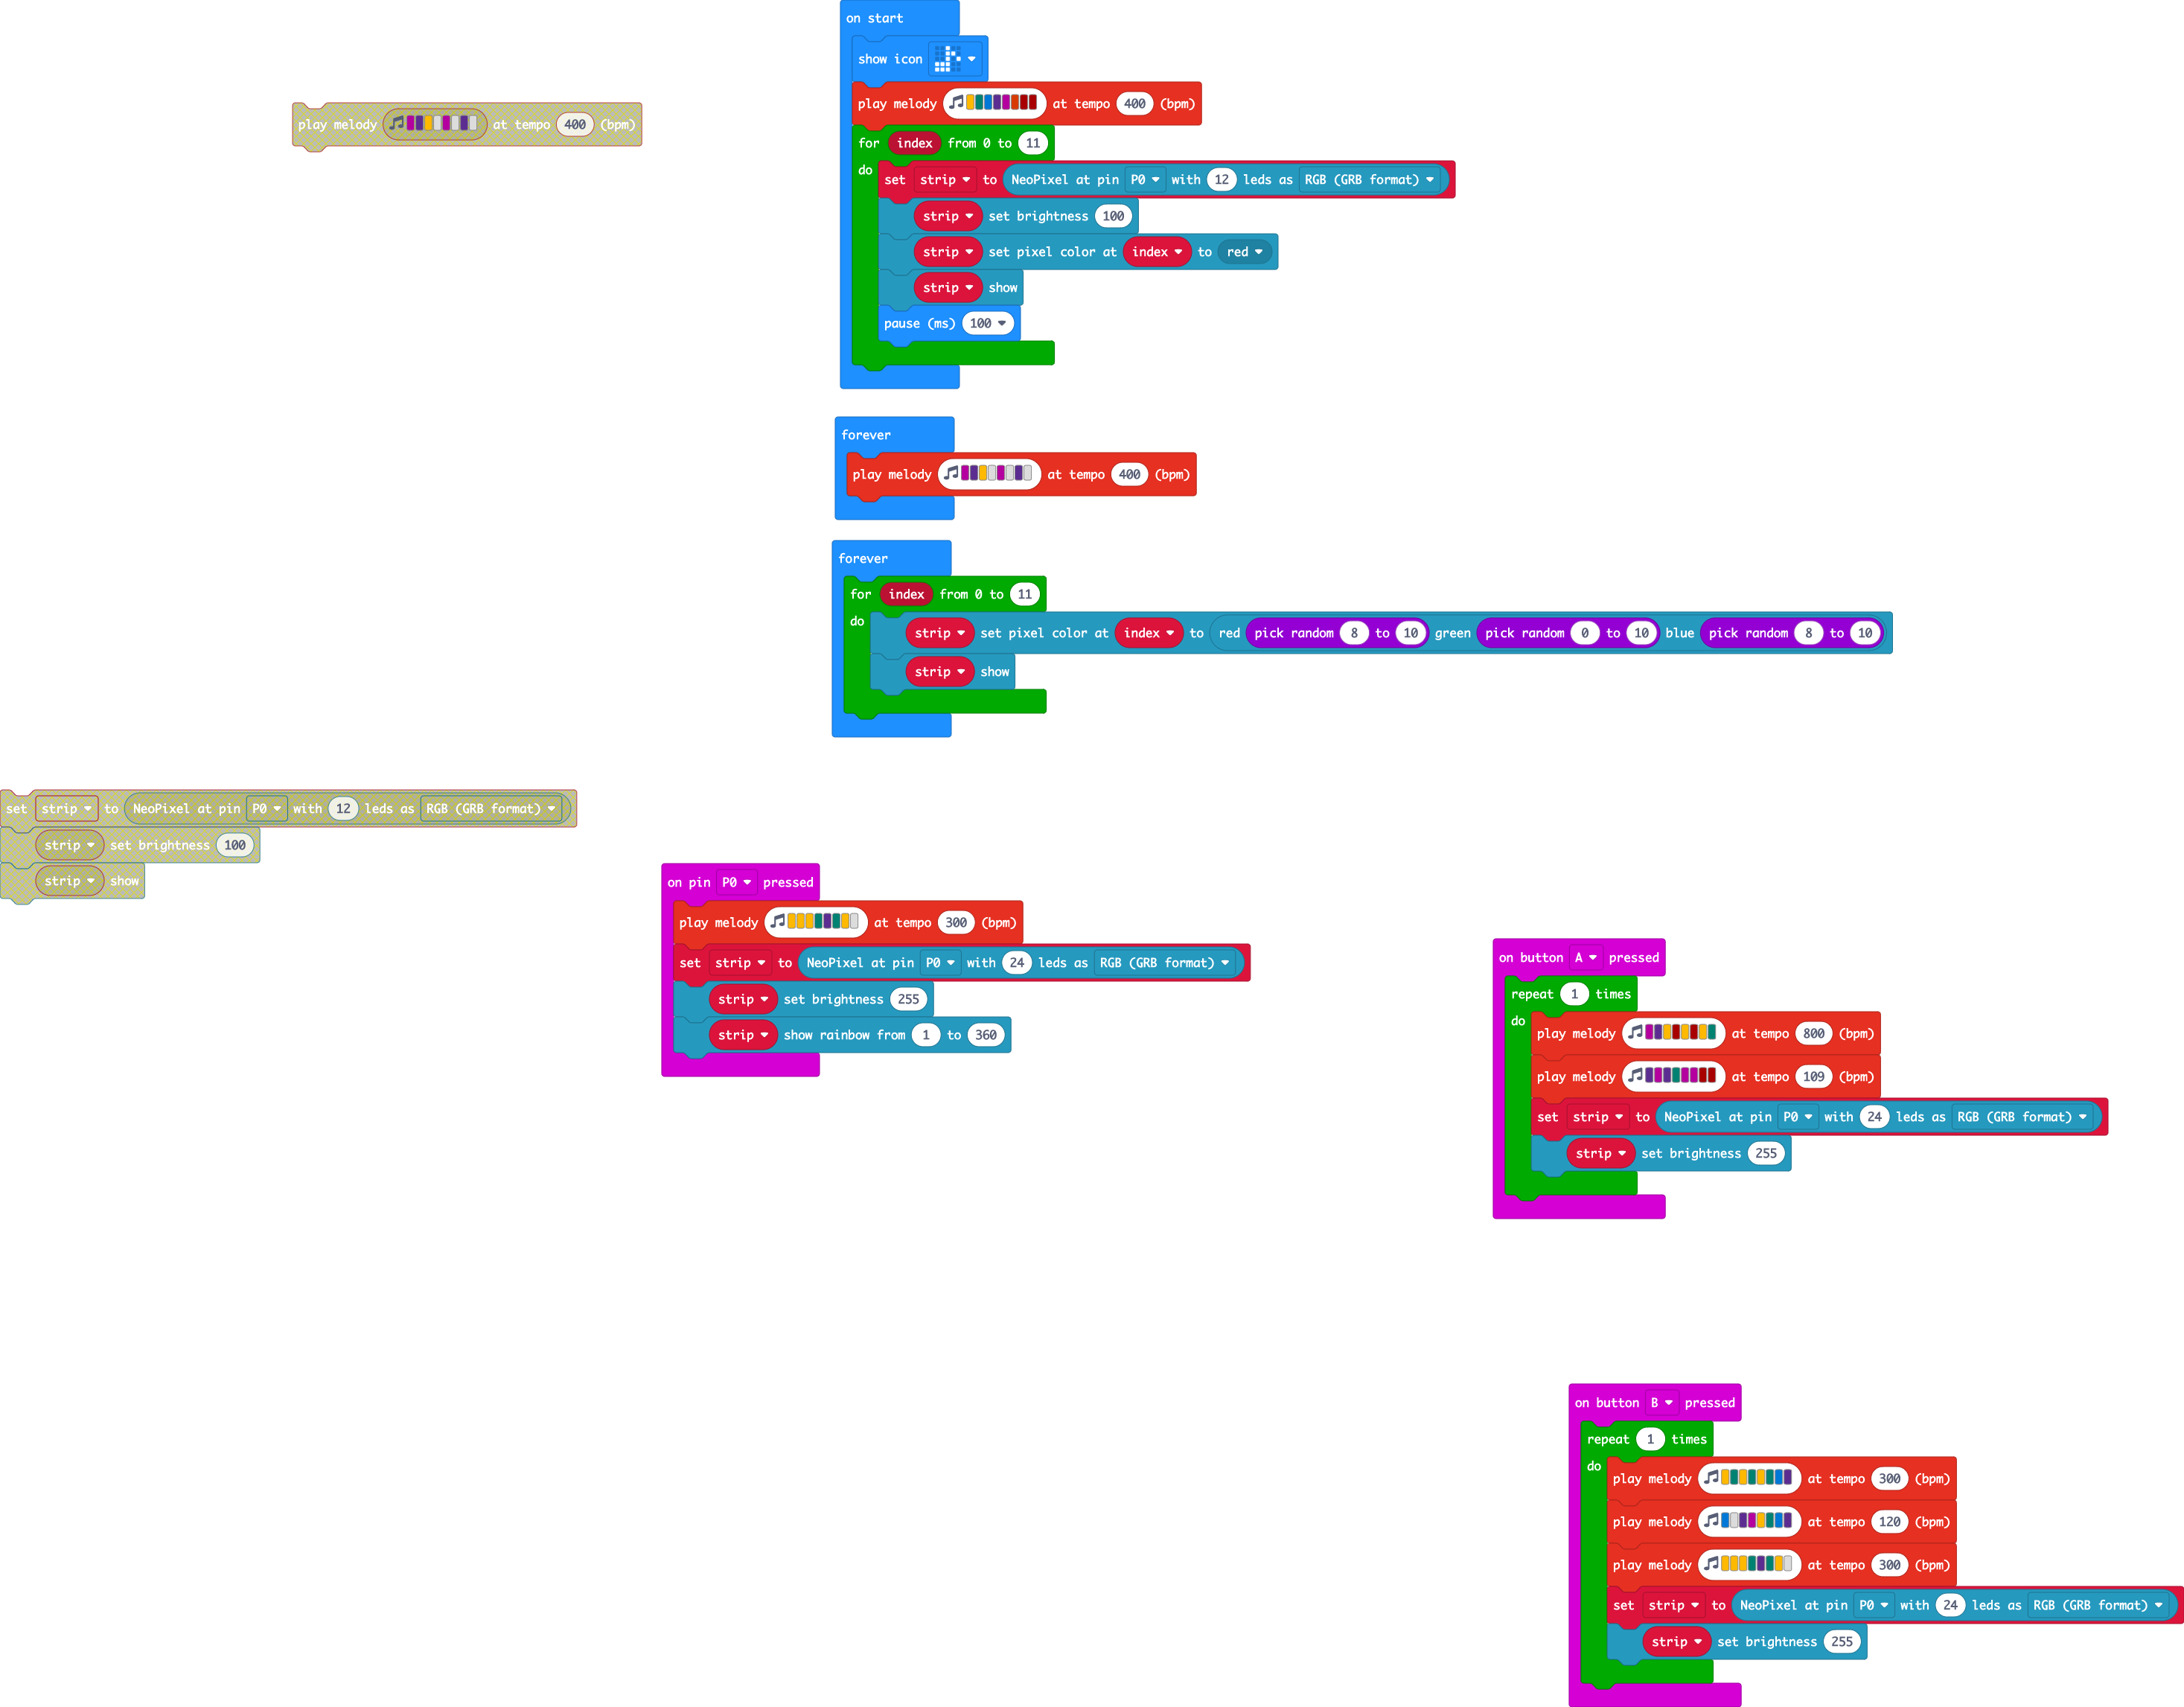 on start
show icon
play melody at tempo 400 (bpm)
for index from 0 to 11
do
set strip to NeoPixel at pin P0 with 12 leds as RGB (GRB format)
strip set brightness 100
strip set pixel color at index to red
strip show
pause (ms) 100
play melody at tempo 400 (bpm)
forever
play melody at tempo 400 (bpm)
forever
for index from 0 to 11
do
strip set pixel color at index to red pick random 8 to 10 green pick random 0 to 10 blue pick random 8 to 10
strip show
set strip to NeoPixel at pin P0 with 12 leds as RGB (GRB format)
strip set brightness 100
strip show
on pin P0 pressed
play melody at tempo 300 (bpm)
set strip to NeoPixel at pin P0 with 24 leds as RGB (GRB format)
strip set brightness 255
strip show rainbow from 1 to 360
on button A pressed
repeat 1 times
do
play melody at tempo 800 (bpm)
play melody at tempo 109 (bpm)
set strip to NeoPixel at pin P0 with 24 leds as RGB (GRB format)
strip set brightness 255
on button B pressed
repeat 1 times
do
play melody at tempo 300 (bpm)
play melody at tempo 120 (bpm)
play melody at tempo 300 (bpm)
set strip to NeoPixel at pin P0 with 24 leds as RGB (GRB format)
strip set brightness 255